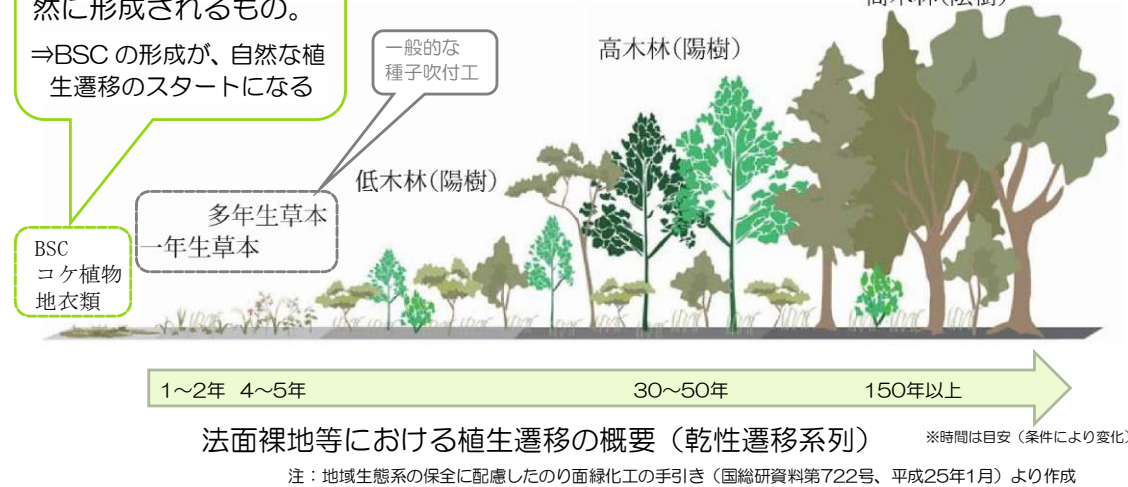 然に形成されるもの。
⇒BSC の形成が、自然な植
生遷移のスタートになる
一般的な
種子吹付工
高木林(陽樹)
低木林(陽樹)
多年生草本
一年生草本
BSC
コケ植物
地衣類
1～2年 4～5年 30～50年 150年以上
法面裸地等における植生遷移の概要（乾性遷移系列）
※時間は目安（条件により変化）
注：地域生態系の保全に配慮したのり面緑化工の手引き（国総研資料第722号、平成25年1月）より作成